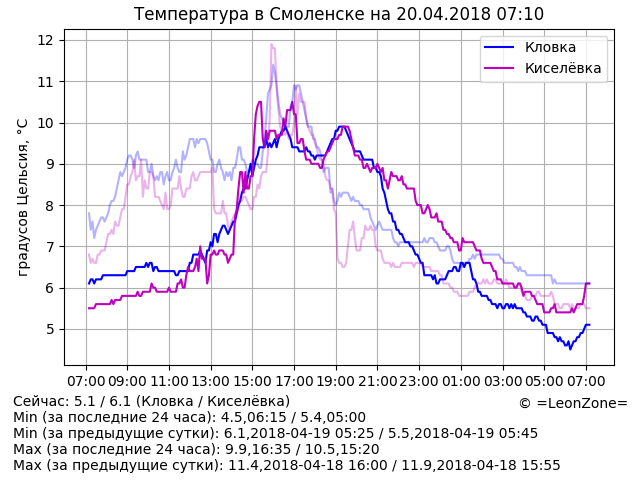 Температура в Смоленске на 20.04.2018 07:10
Кловка
Киселёвка
градусов Цельсия, °C
12
11
10
9
8
7
6
5
07:00 09:00 11:00 13:00 15:00 17:00 19:00 21:00 23:00 01:00 03:00 05:00 07:00
Сейчас: 5.1 / 6.1 (Кловка / Киселёвка)
© =LeonZone=
Min (за последние 24 часа): 4.5,06:15 / 5.4,05:00
Min (за предыдущие сутки): 6.1,2018-04-19 05:25 / 5.5,2018-04-19 05:45
Max (за последние 24 часа): 9.9,16:35 / 10.5,15:20
Max (за предыдущие сутки): 11.4,2018-04-18 16:00 / 11.9,2018-04-18 15:55